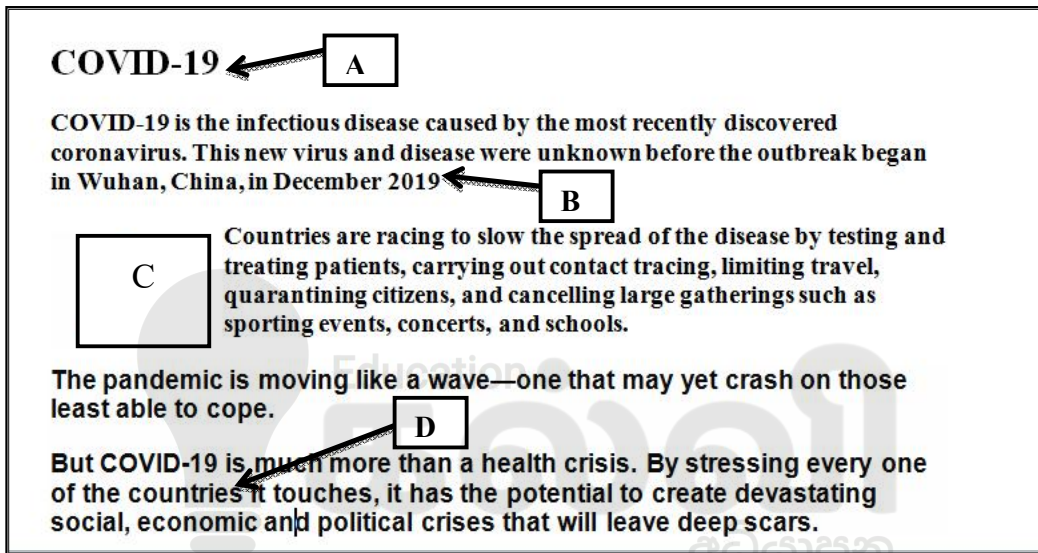 COVID-19
A
COVID-19 is the infectious disease caused by the most recently discovered
coronavirus. This new virus and disease were unknown before the outbreak began
in Wuhan, China, in December 2019
B
C
Countries are racing to slow the spread of the disease by testing and
treating patients, carrying out contact tracing, limiting travel,
quarantining citizens, and cancelling large gatherings such as
sporting events, concerts, and schools.
Education
The pandemic is moving like a wave—one that may yet crash on those
least able to cope.
D
But COVID-19 is much more than a health crisis. By stressing every one
of the countries it touches, it has the potential to create devastating
social, economic and political crises that will leave deep scars.